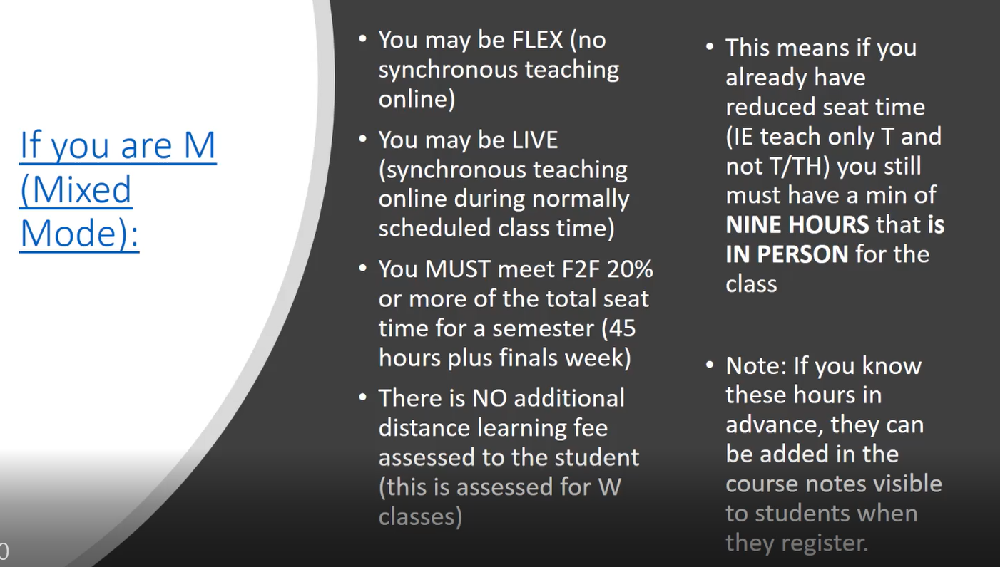 If you are M
(Mixed
Mode):
• You may be FLEX (no
synchronous teaching
online)
• You may be LIVE
(synchronous teaching
online during normally
scheduled class time)
• You MUST meet F2F 20%
or more of the total seat
time for a semester (45
hours plus finals week)
• There is NO additional
distance learning fee
assessed to the student
(this is assessed for W
classes)
• This means if you
already have
reduced seat time
(IE teach only T and
not T/TH) you still
must have a min of
NINE HOURS that is
IN PERSON for the
class
• Note: If you know
these hours in
advance, they can
be added in the
course notes visible
to students when
they register.
0